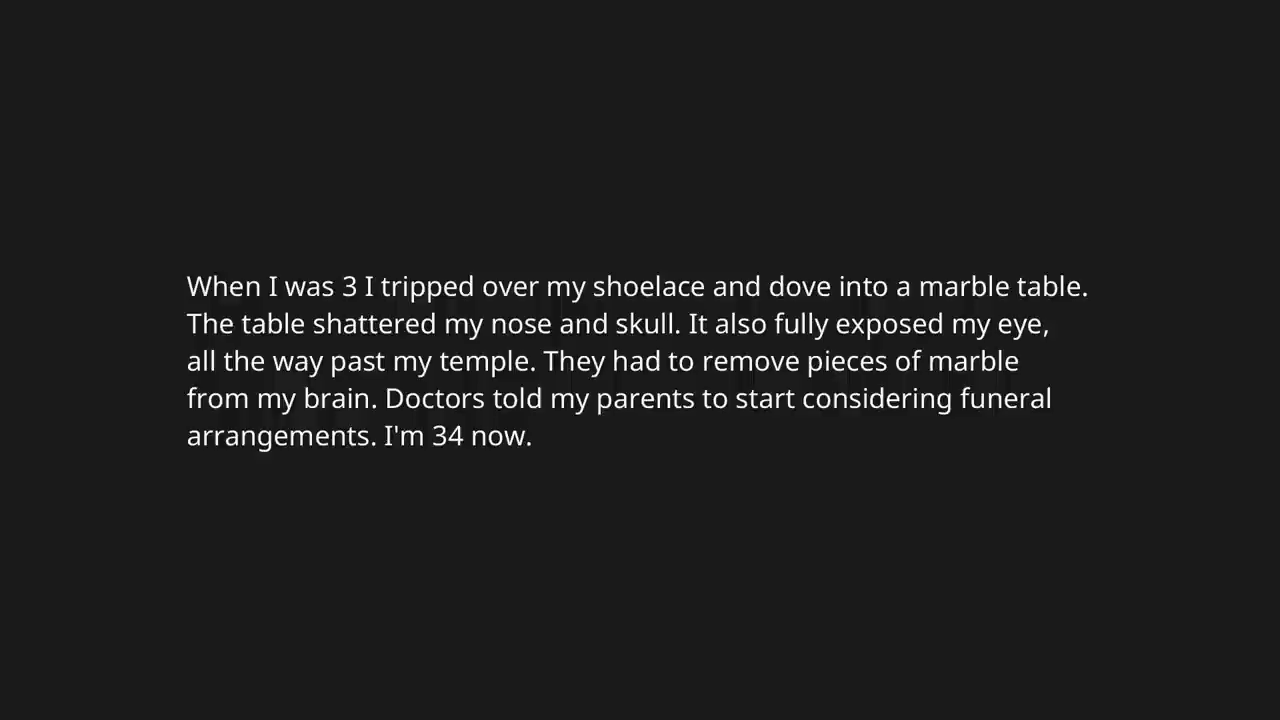 When I was 3 I tripped over my shoelace and dove into a marble table.
The table shattered my nose and skull. It also fully exposed my eye,
all the way past my temple. They had to remove pieces of marble
from my brain. Doctors told my parents to start considering funeral
arrangements. I'm 34 now.